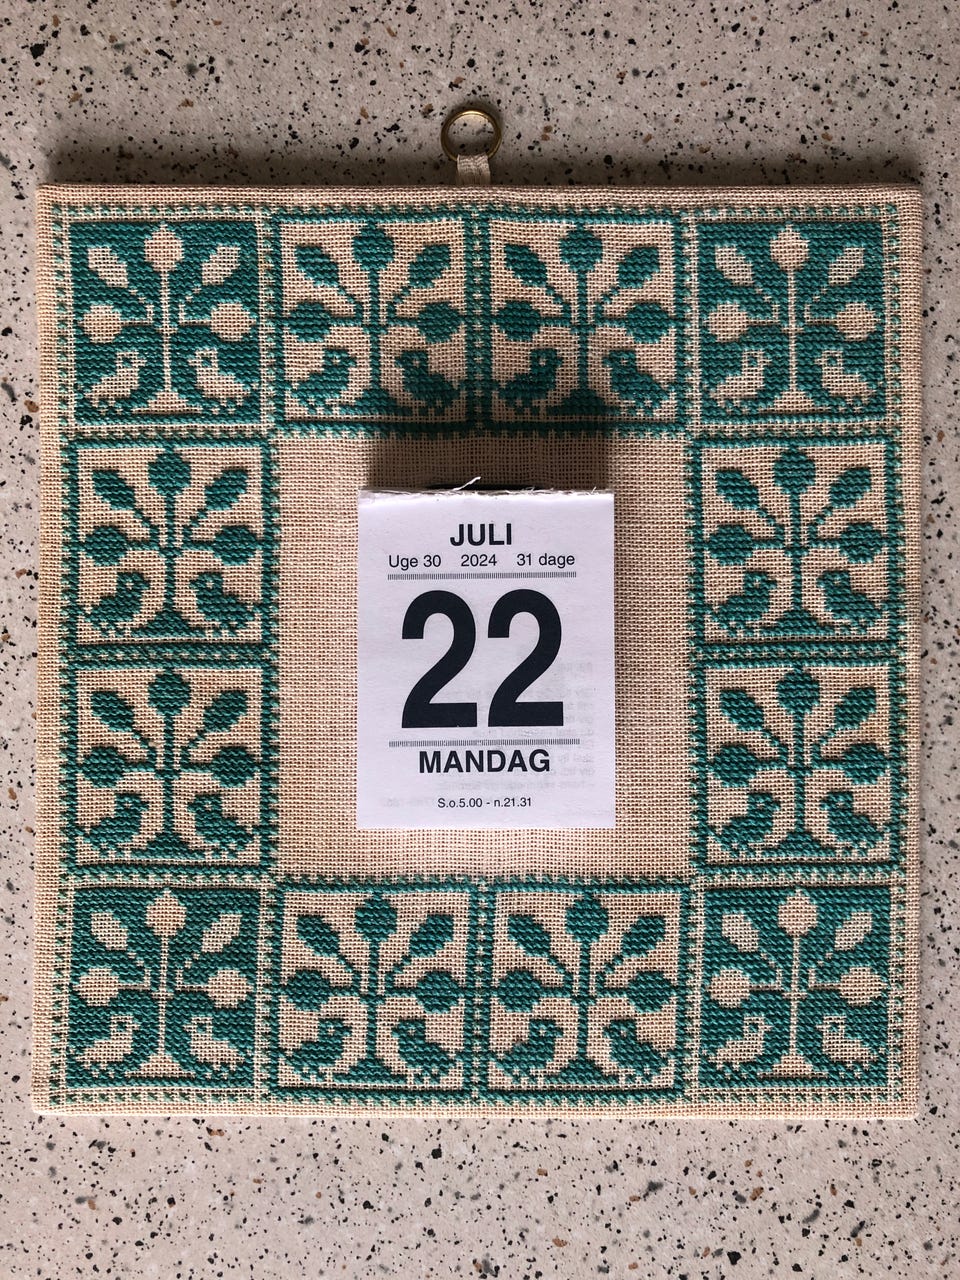 JULI
Uge 30 2024 31 dage
22
MANDAG
S.o.5.00 - n.21.31